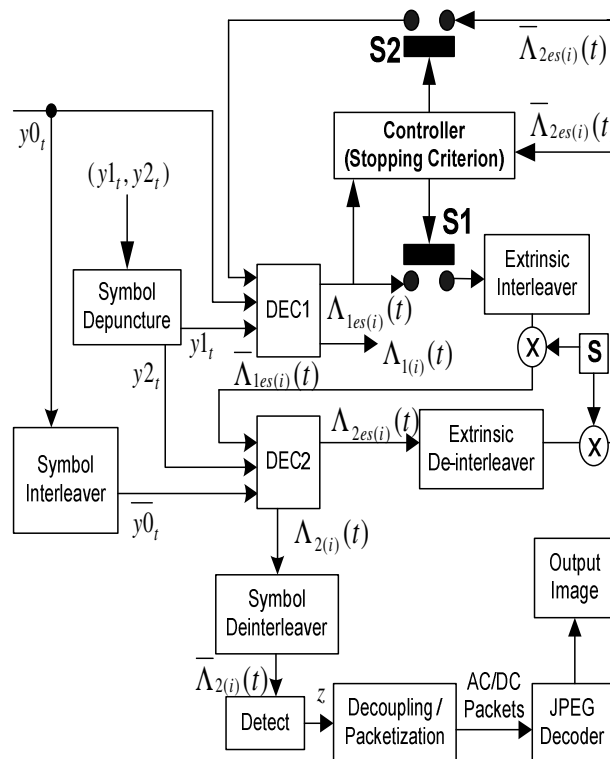 S2
Λ̅2es(i)(t)
y0t
Controller
(Stopping Criterion)
Λ̅2es(i)(t)
(y1t, y2t)
S1
Symbol
Depuncture
y1t
DEC1
Λ1es(i)(t)
Extrinsic
Interleaver
y2t
Λ̅1es(i)(t)
Λ1(i)(t)
X
S
Symbol
Interleaver
y̅0̅t
DEC2
Λ2es(i)(t)
Extrinsic
De-interleaver
X
Λ2(i)(t)
Symbol
Deinterleaver
Output
Image
Λ̅2(i)(t)
Detect
z
Decoupling /
Packetization
AC/DC
Packets
JPEG
Decoder